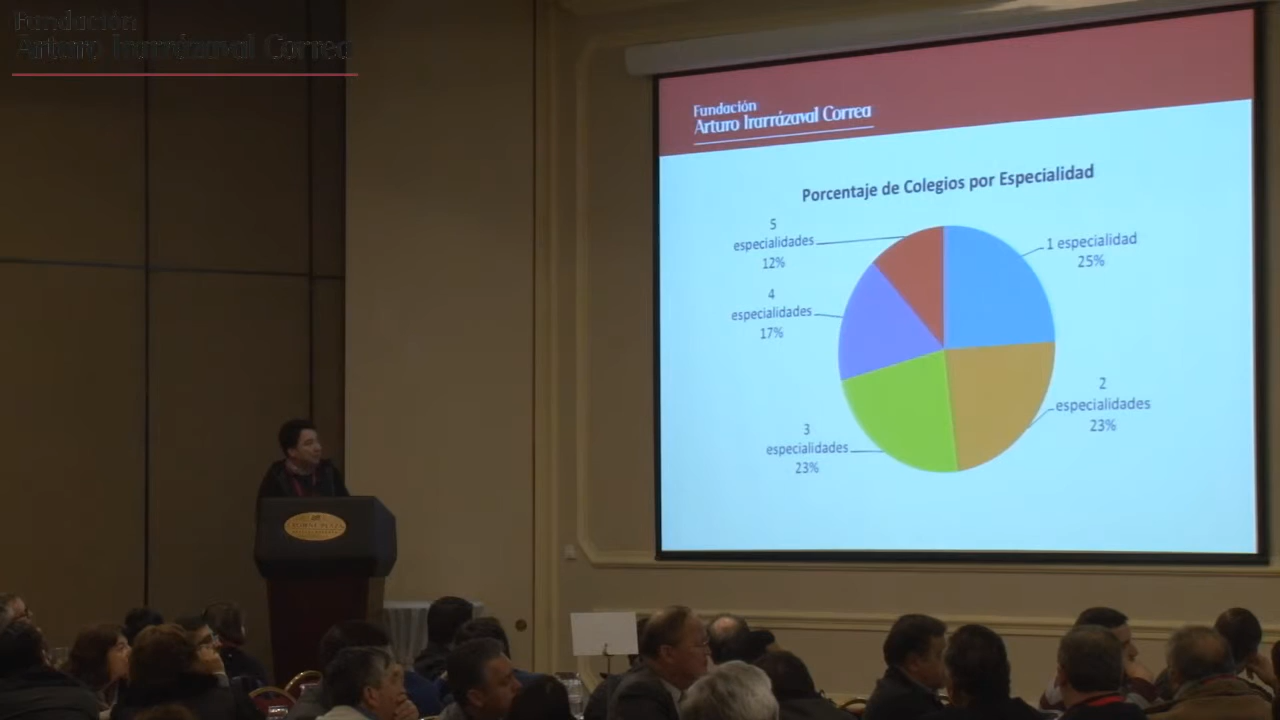 Fundación
Arturo Irarrázaval Correa
Fundación
Arturo Irarrázaval Correa
Porcentaje de Colegios por Especialidad
5
especialidades
12%
1 especialidad
25%
4
especialidades
17%
2
especialidades
23%
3
especialidades
23%